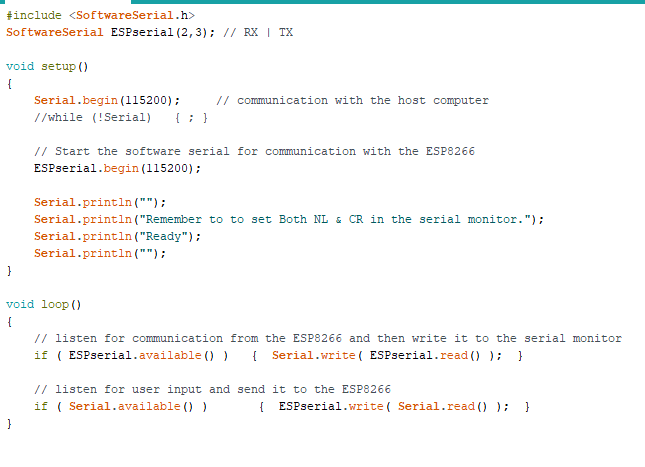 #include <SoftwareSerial.h>
SoftwareSerial ESPserial(2,3); // RX | TX
void setup()
{
Serial.begin(115200); // communication with the host computer
//while (!Serial) { ; }
// Start the software serial for communication with the ESP8266
ESPserial.begin(115200);
Serial.println("");
Serial.println("Remember to to set Both NL & CR in the serial monitor.");
Serial.println("Ready");
Serial.println("");
}
void loop()
{
// listen for communication from the ESP8266 and then write it to the serial monitor
if ( ESPserial.available() ) { Serial.write( ESPserial.read() ); }
// listen for user input and send it to the ESP8266
if ( Serial.available() ) { ESPserial.write( Serial.read() ); }
}